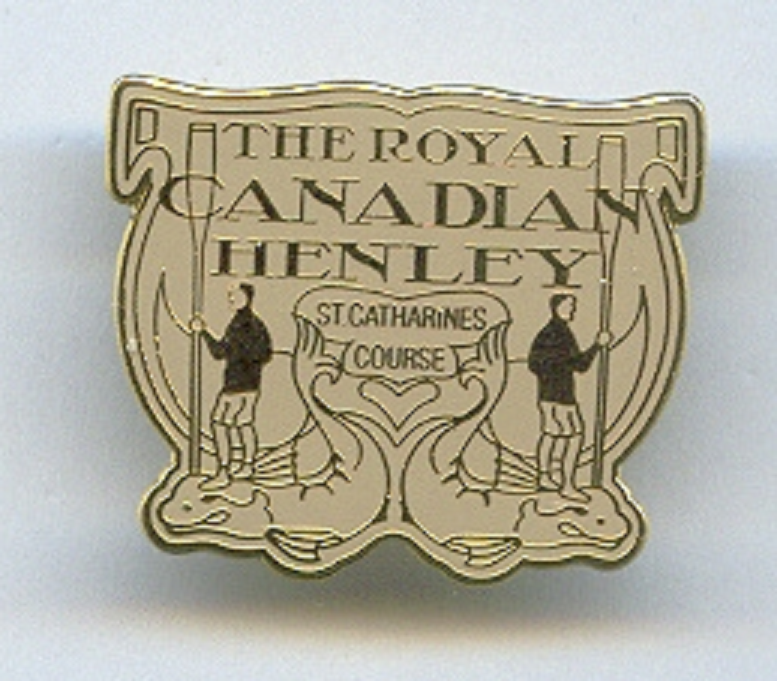 THE ROYAL
CANADIAN
HENLEY
ST. CATHARINES
COURSE